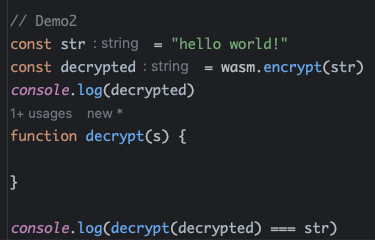 // Demo2
const str : string = "hello world!"
const decrypted : string = wasm.encrypt(str)
console.log(decrypted)
1+ usages new *
function decrypt(s) {
}
console.log(decrypt(decrypted) === str)